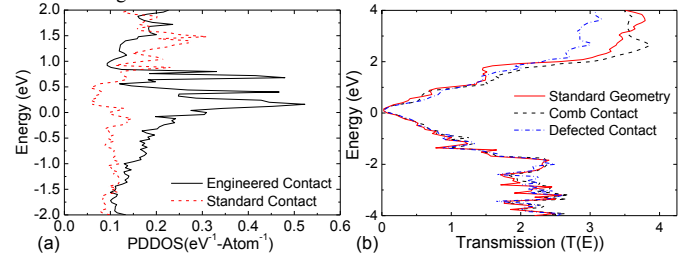 2.0
1.5
1.0
0.5
0.0
0.5
1.0
1.5
2.0
Energy (eV)
0.0 0.1 0.2 0.3 0.4 0.5 0.6
(a) PDDOS(eV⁻¹-Atom⁻¹)
Engineered Contact
Standard Contact
4
2
0
-2
-4
Energy (eV)
0 1 2 3 4
(b) Transmission (T(E))
Standard Geometry
Comb Contact
Defected Contact